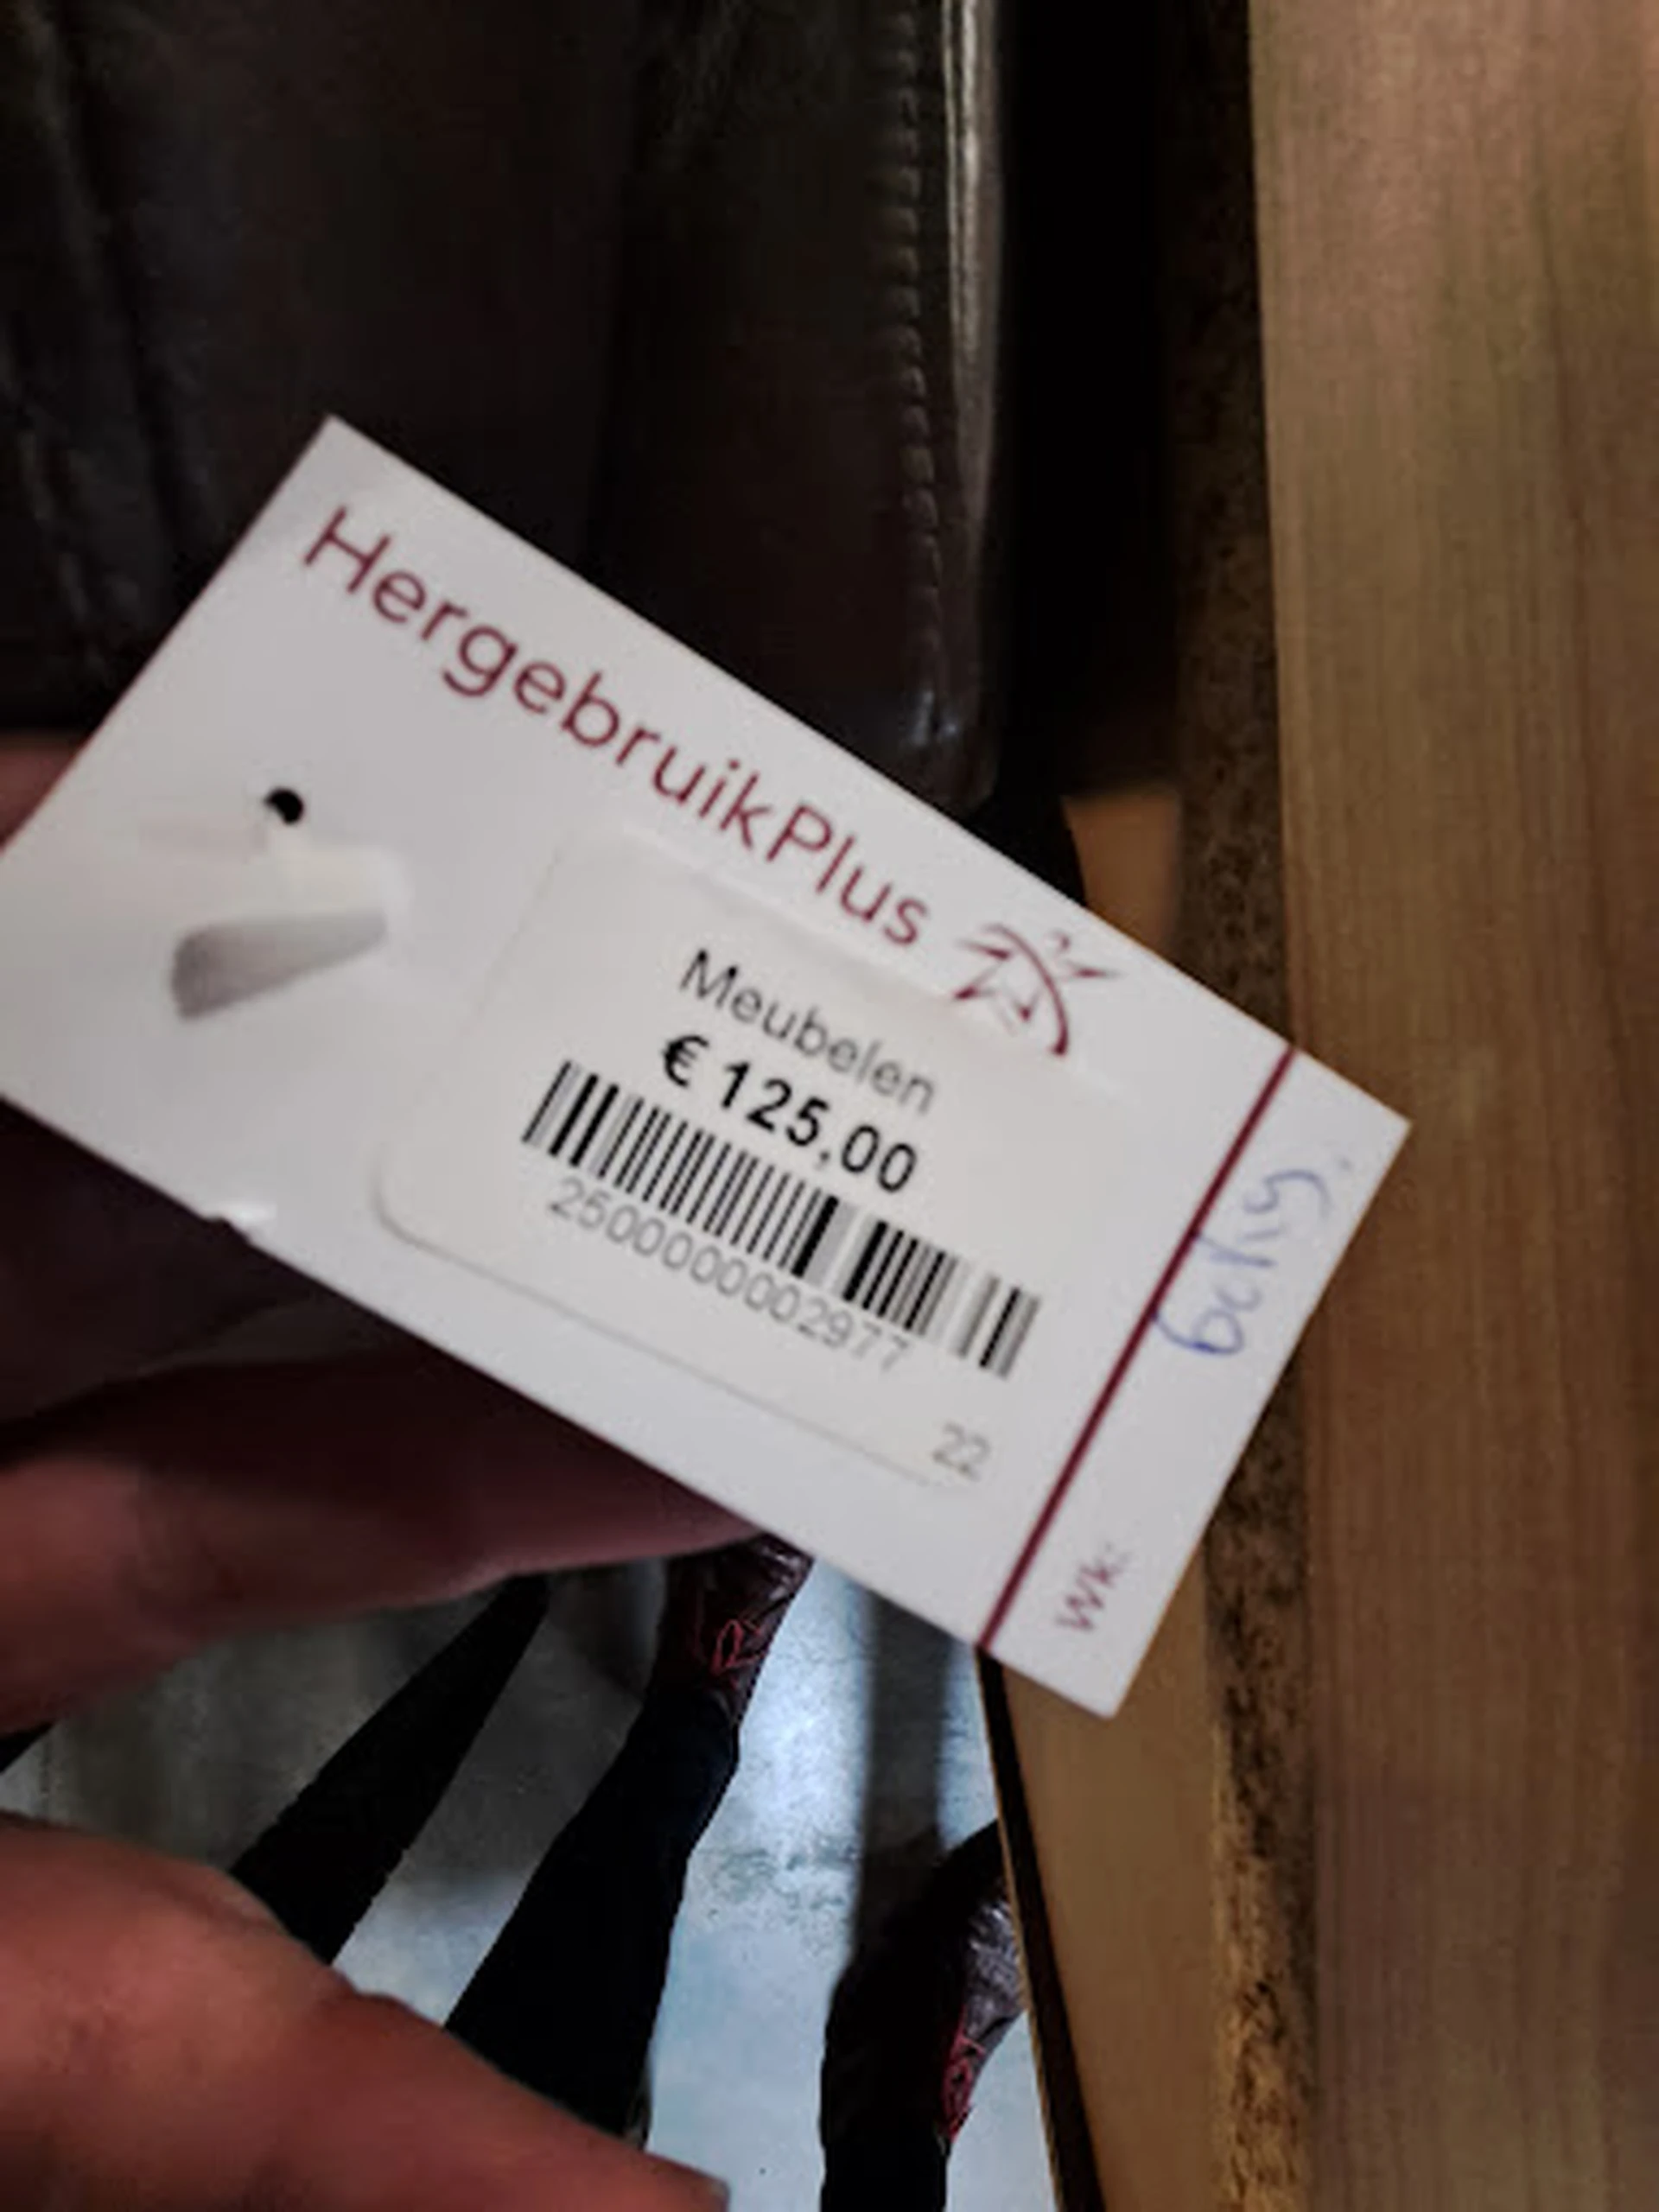 HergebruikPlus
Meubelen
€ 125,00
2500000002977
22
Wk: